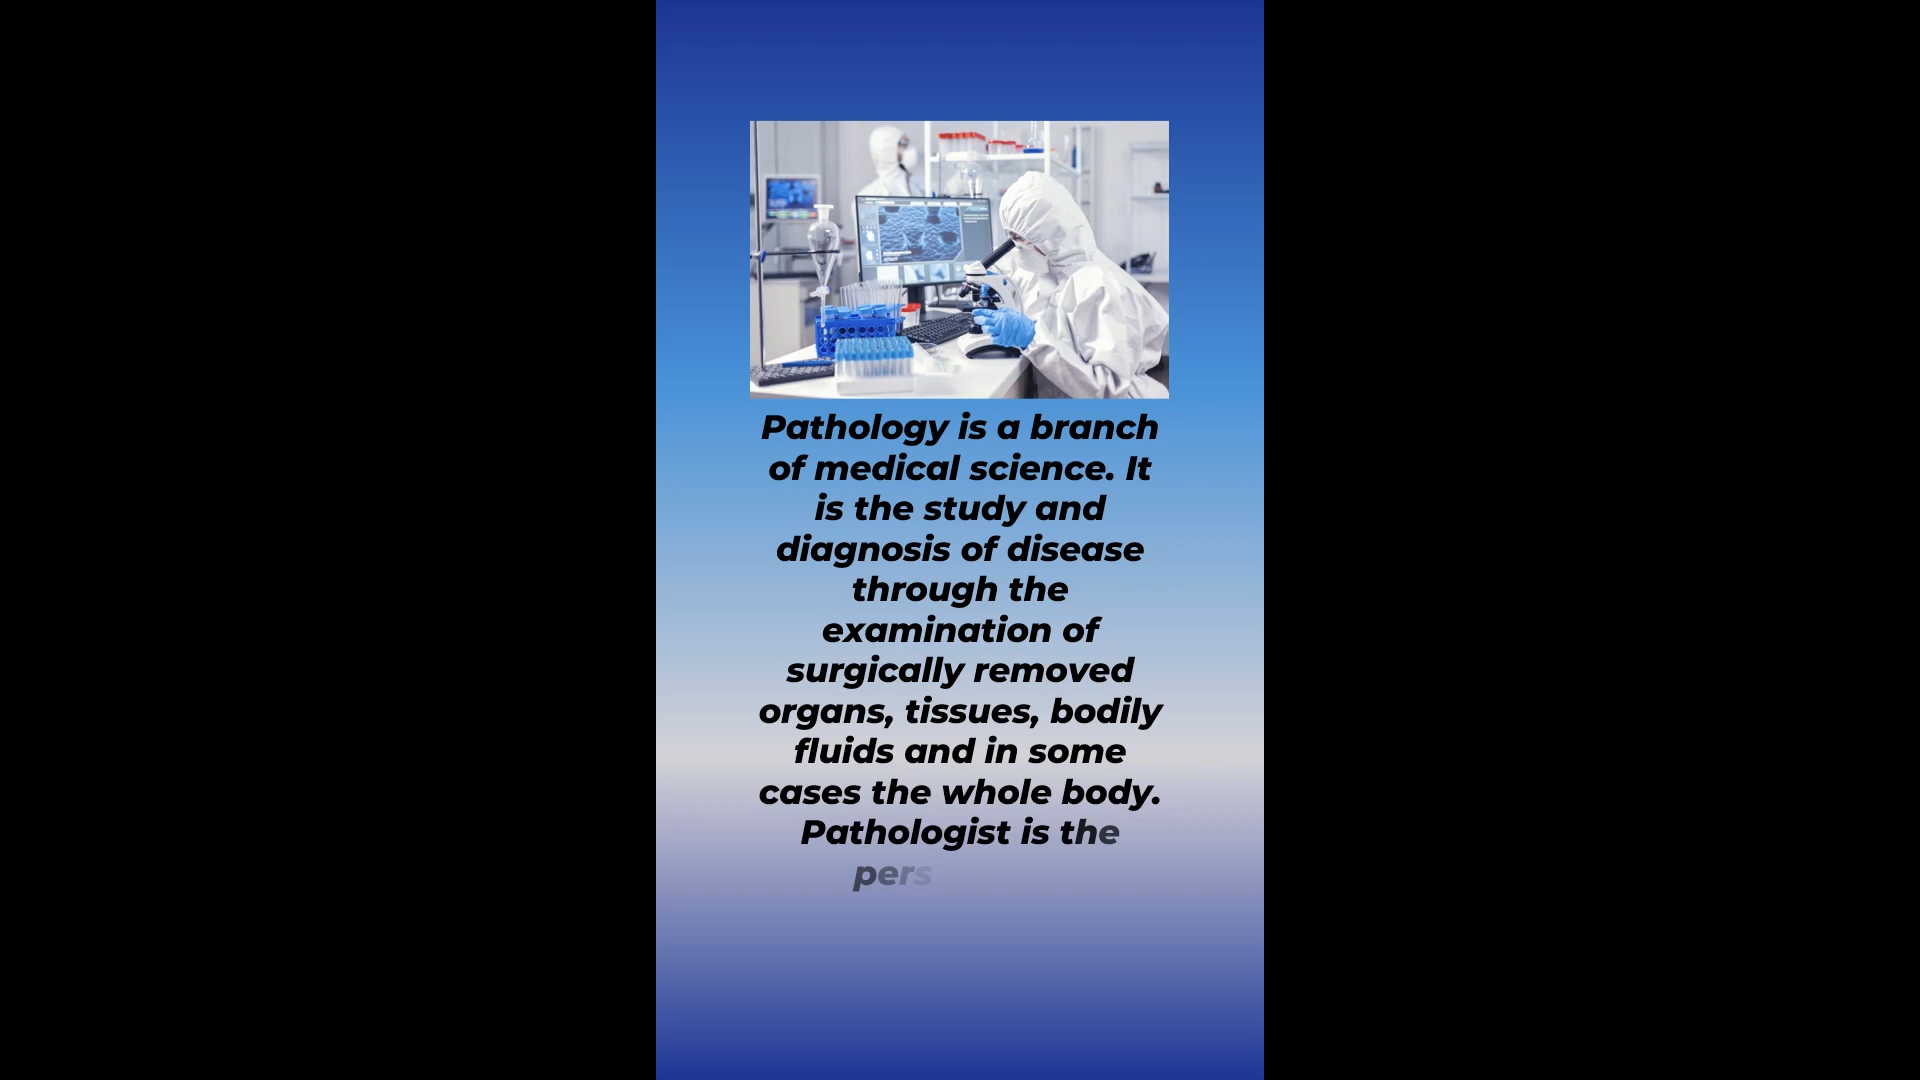 Pathology is a branch
of medical science. It
is the study and
diagnosis of disease
through the
examination of
surgically removed
organs, tissues, bodily
fluids and in some
cases the whole body.
Pathologist is the
pers